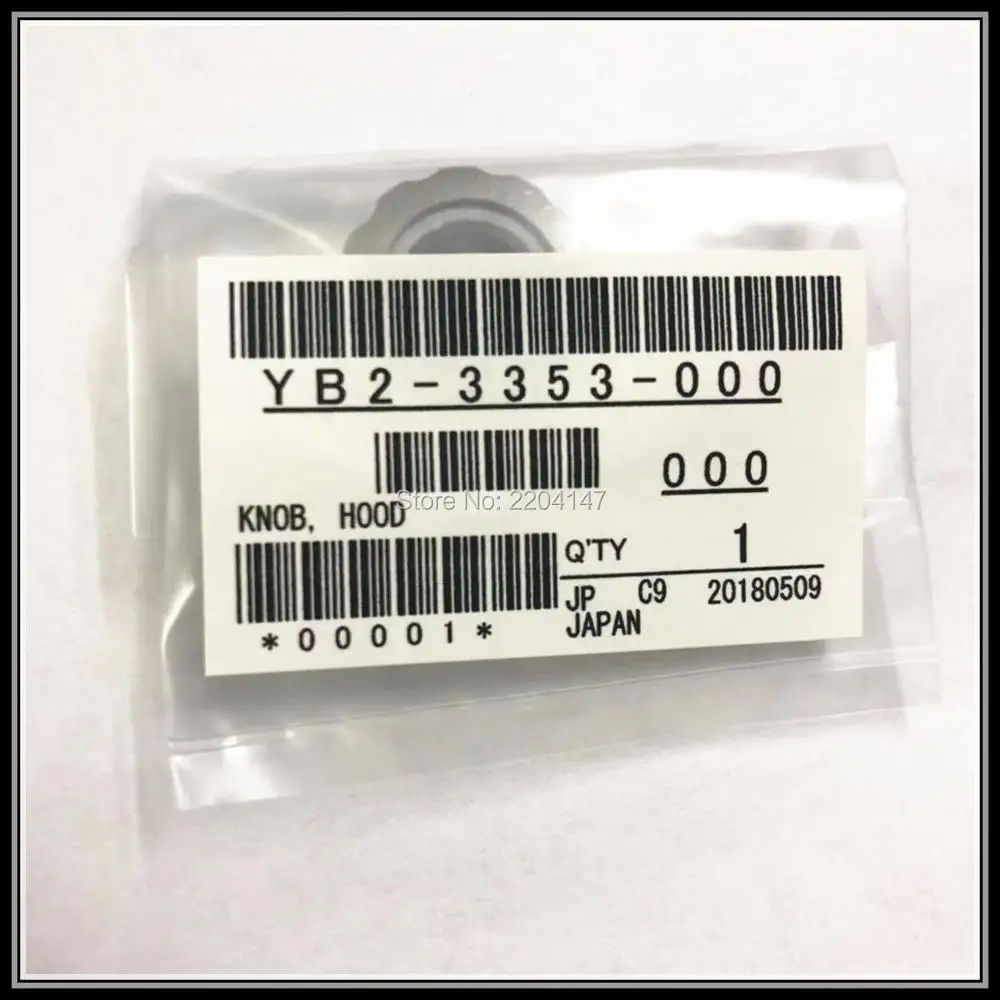 YB2-3353-000
000
Store No: 2204147
KNOB, HOOD
Q'TY 1
JP C9 20180509
*00001* JAPAN